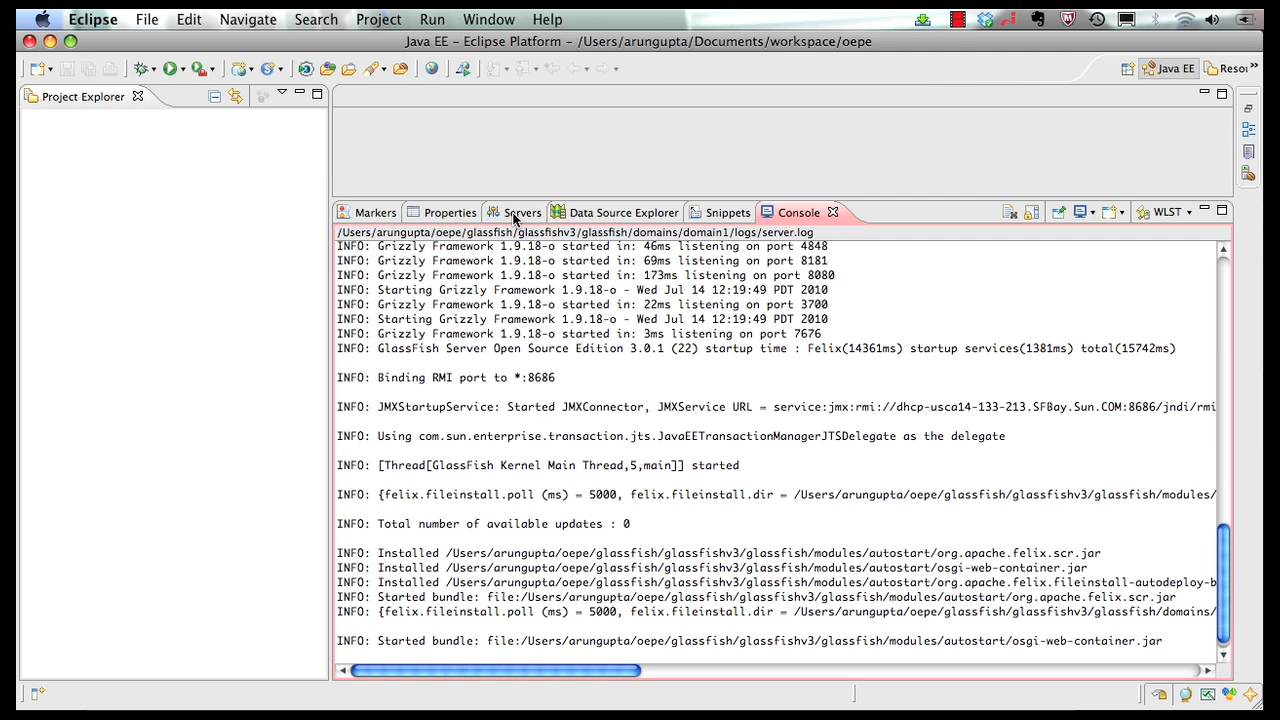 Eclipse File Edit Navigate Search Project Run Window Help
Java EE - Eclipse Platform - /Users/arungupta/Documents/workspace/oepe
Java EE Resou
Project Explorer
Markers Properties Servers Data Source Explorer Snippets Console WLST
/Users/arungupta/oepe/glassfish/glassfishv3/glassfish/domains/domain1/logs/server.log
INFO: Grizzly Framework 1.9.18-o started in: 46ms listening on port 4848
INFO: Grizzly Framework 1.9.18-o started in: 69ms listening on port 8181
INFO: Grizzly Framework 1.9.18-o started in: 173ms listening on port 8080
INFO: Starting Grizzly Framework 1.9.18-o - Wed Jul 14 12:19:49 PDT 2010
INFO: Grizzly Framework 1.9.18-o started in: 22ms listening on port 3700
INFO: Starting Grizzly Framework 1.9.18-o - Wed Jul 14 12:19:49 PDT 2010
INFO: Grizzly Framework 1.9.18-o started in: 3ms listening on port 7676
INFO: GlassFish Server Open Source Edition 3.0.1 (22) startup time : Felix(14361ms) startup services(1381ms) total(15742ms)
INFO: Binding RMI port to *:8686
INFO: JMXStartupService: Started JMXConnector, JMXService URL = service:jmx:rmi://dhcp-usca14-133-213.SFBay.Sun.COM:8686/jndi/rmi
INFO: Using com.sun.enterprise.transaction.jts.JavaEETransactionManagerJTSDelegate as the delegate
INFO: [Thread[GlassFish Kernel Main Thread,5,main]] started
INFO: {felix.fileinstall.poll (ms) = 5000, felix.fileinstall.dir = /Users/arungupta/oepe/glassfish/glassfishv3/glassfish/modules/
INFO: Total number of available updates : 0
INFO: Installed /Users/arungupta/oepe/glassfish/glassfishv3/glassfish/modules/autostart/org.apache.felix.scr.jar
INFO: Installed /Users/arungupta/oepe/glassfish/glassfishv3/glassfish/modules/autostart/osgi-web-container.jar
INFO: Installed /Users/arungupta/oepe/glassfish/glassfishv3/glassfish/modules/autostart/org.apache.felix.fileinstall-autodeploy-b
INFO: Started bundle: file:/Users/arungupta/oepe/glassfish/glassfishv3/glassfish/modules/autostart/org.apache.felix.scr.jar
INFO: {felix.fileinstall.poll (ms) = 5000, felix.fileinstall.dir = /Users/arungupta/oepe/glassfish/glassfishv3/glassfish/domains/
INFO: Started bundle: file:/Users/arungupta/oepe/glassfish/glassfishv3/glassfish/modules/autostart/osgi-web-container.jar